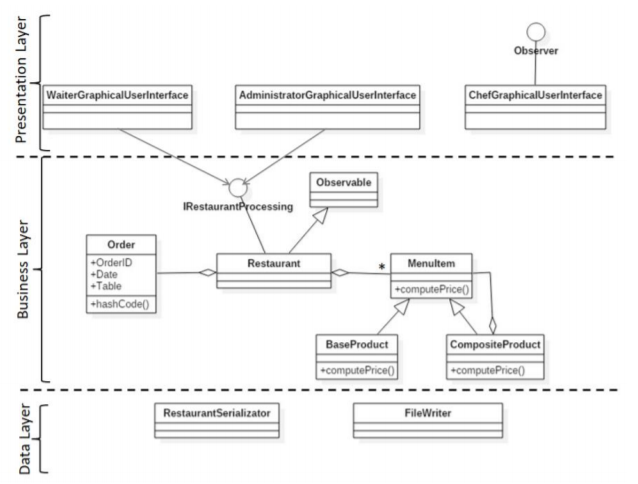 Presentation Layer
Observer
WaiterGraphicalUserInterface
AdministratorGraphicalUserInterface
ChefGraphicalUserInterface
Business Layer
Observable
IRestaurantProcessing
Order
+OrderID
+Date
+Table
+hashCode()
Restaurant
*
MenuItem
+computePrice()
BaseProduct
+computePrice()
CompositeProduct
+computePrice()
Data Layer
RestaurantSerializator
FileWriter